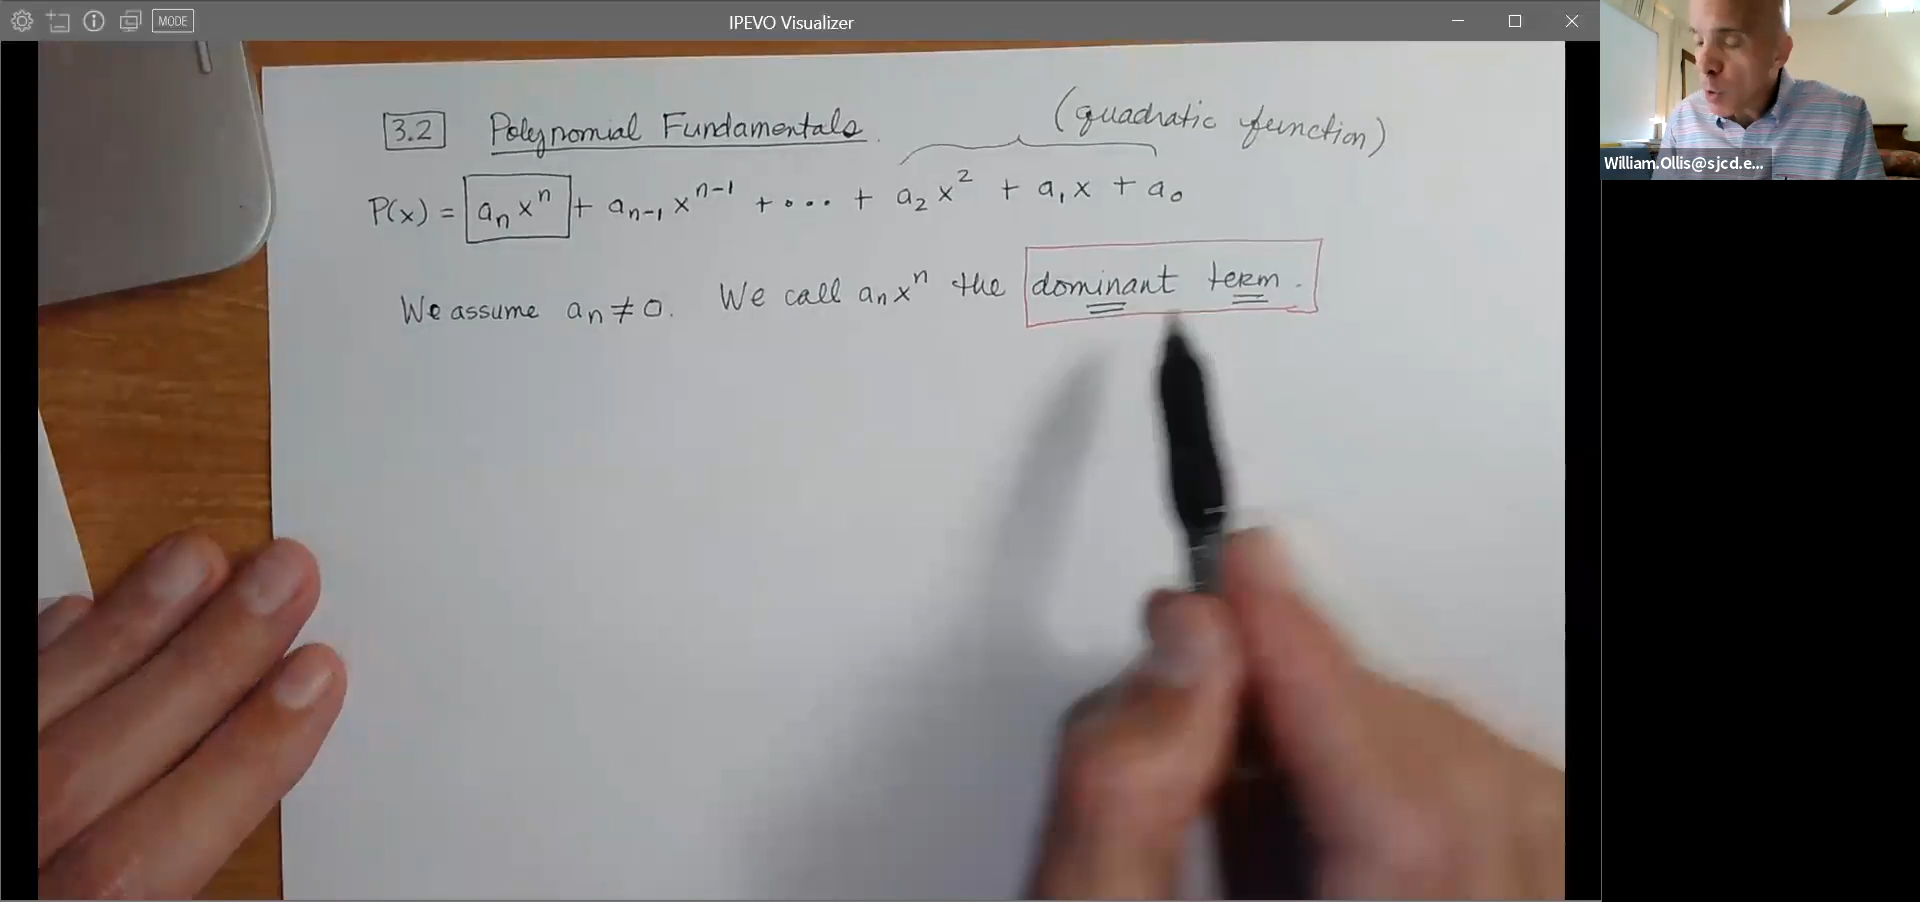 MODE
IPEVO Visualizer
3.2 Polynomial Fundamentals.
(quadratic function)
P(x) = aₙxⁿ + aₙ₋₁xⁿ⁻¹ + ... + a₂x² + a₁x + a₀
We assume aₙ ≠ 0. We call aₙxⁿ the dominant term.
William.Ollis@sjcd.e...